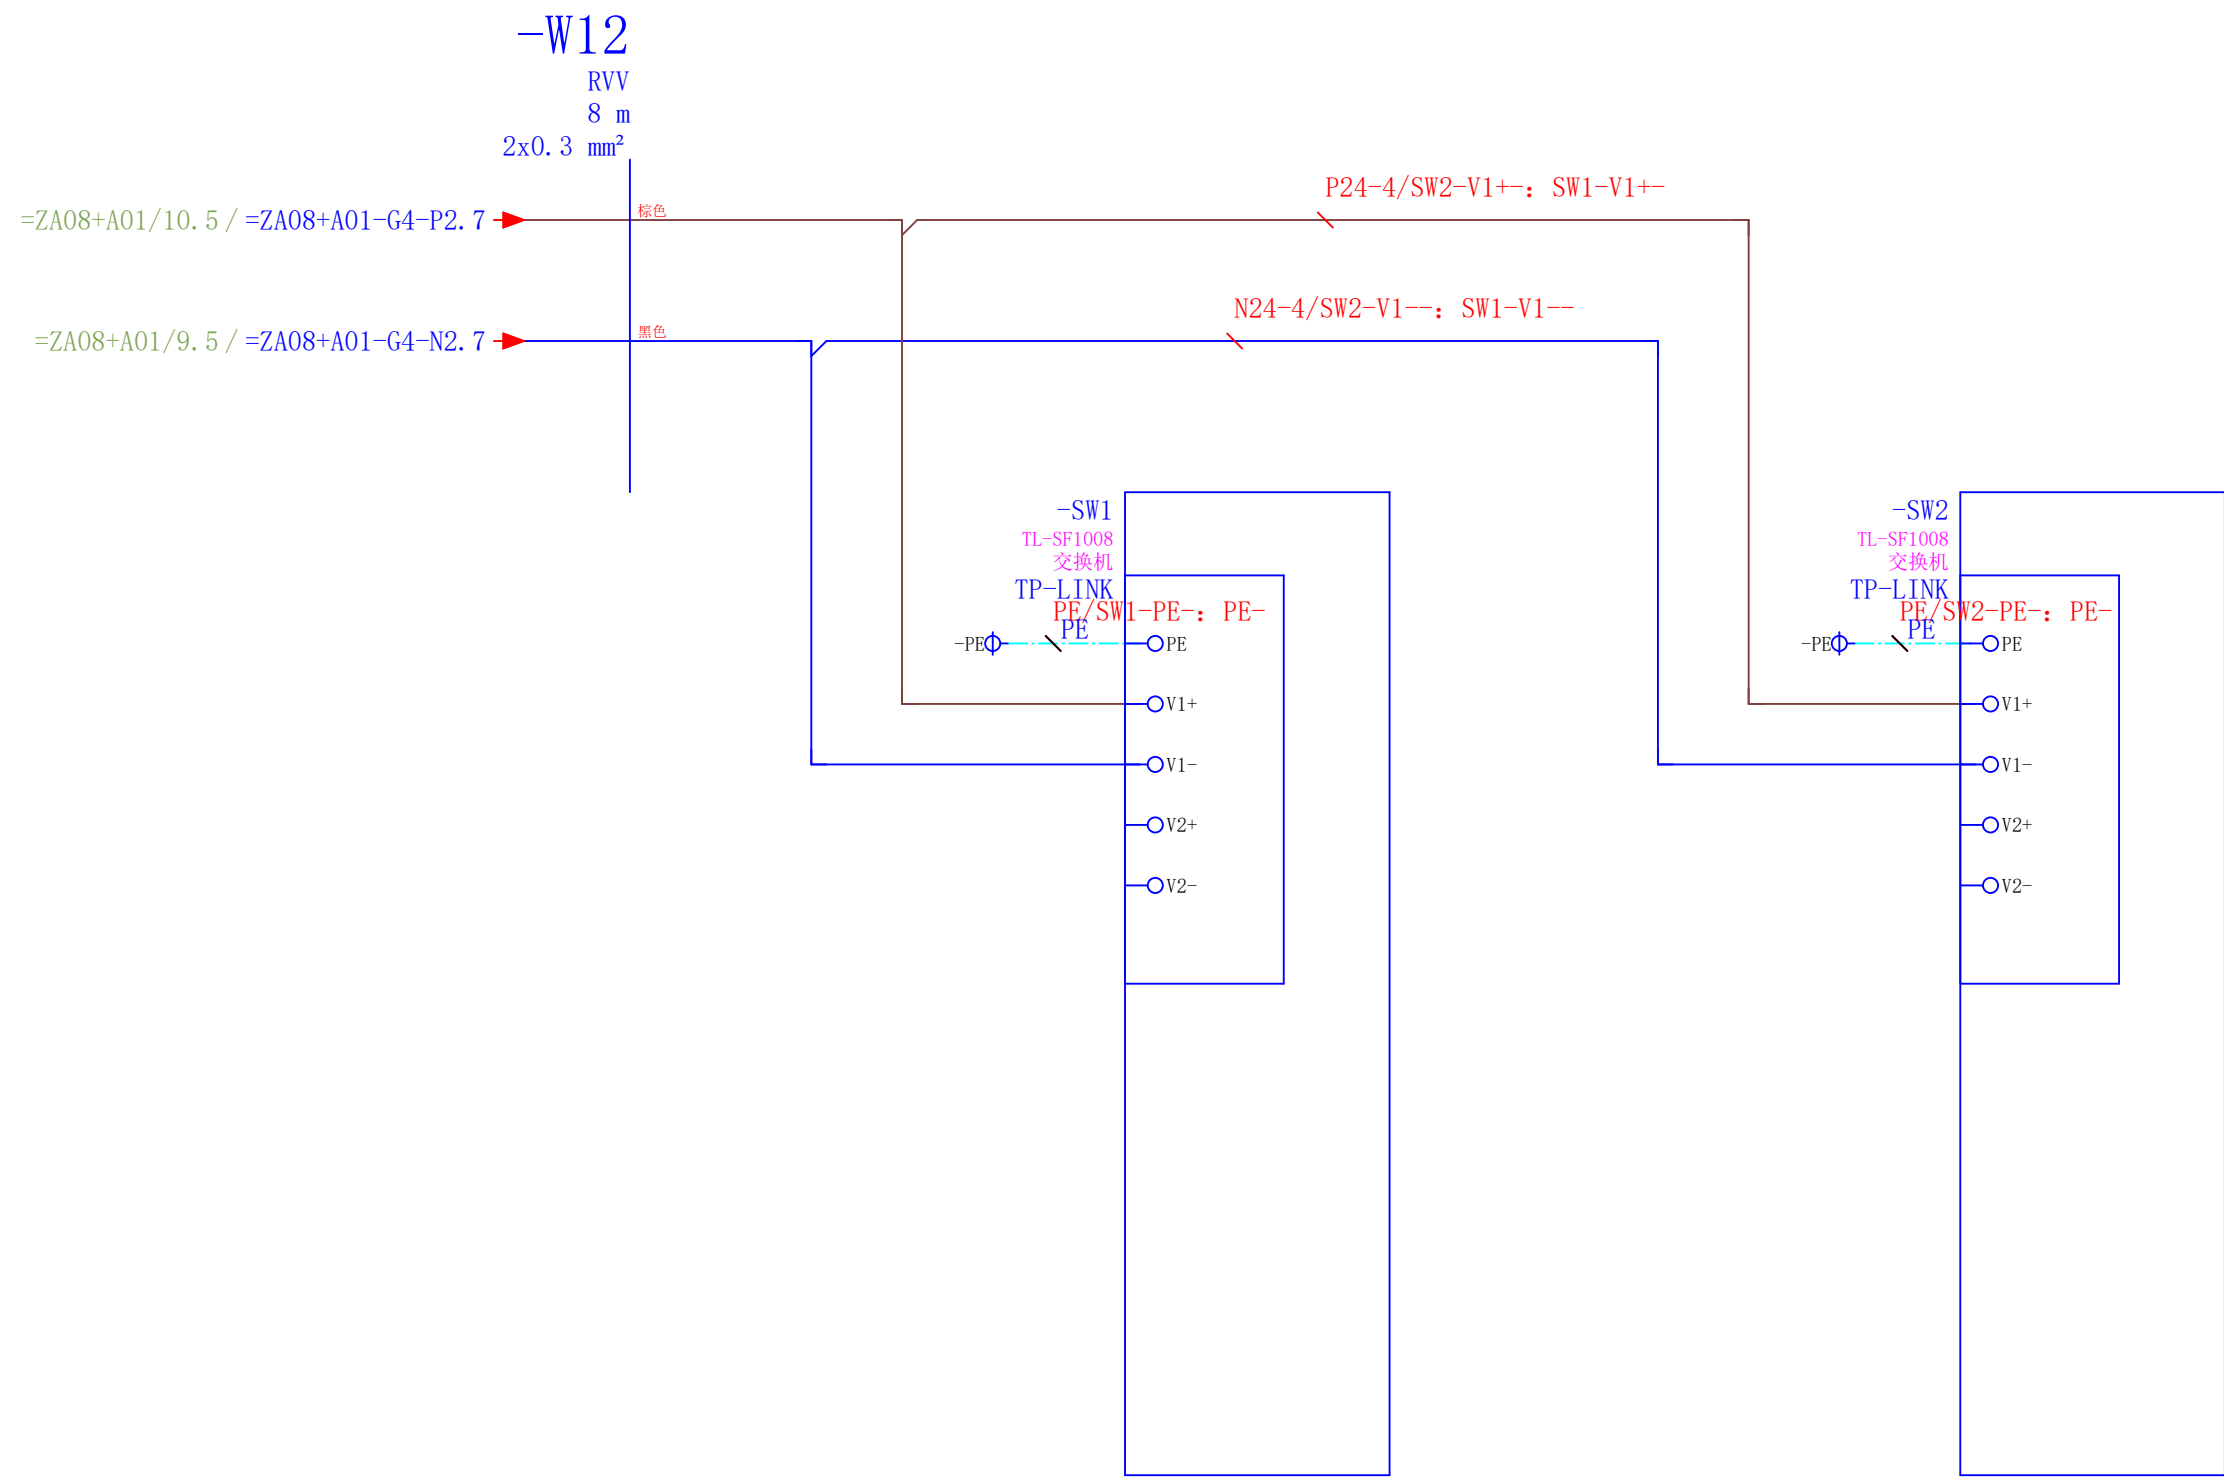 -W12
RVV
8 m
2x0.3 mm²
P24-4/SW2-V1+-: SW1-V1+-
=ZA08+A01/10.5/=ZA08+A01-G4-P2.7 棕色
N24-4/SW2-V1--: SW1-V1--
=ZA08+A01/9.5/=ZA08+A01-G4-N2.7 黑色
-SW1
TL-SF1008
交换机
TP-LINK
PE/SW1-PE-: PE-
PE
-PE
PE
V1+
V1-
V2+
V2-
-SW2
TL-SF1008
交换机
TP-LINK
PE/SW2-PE-: PE-
PE
-PE
PE
V1+
V1-
V2+
V2-